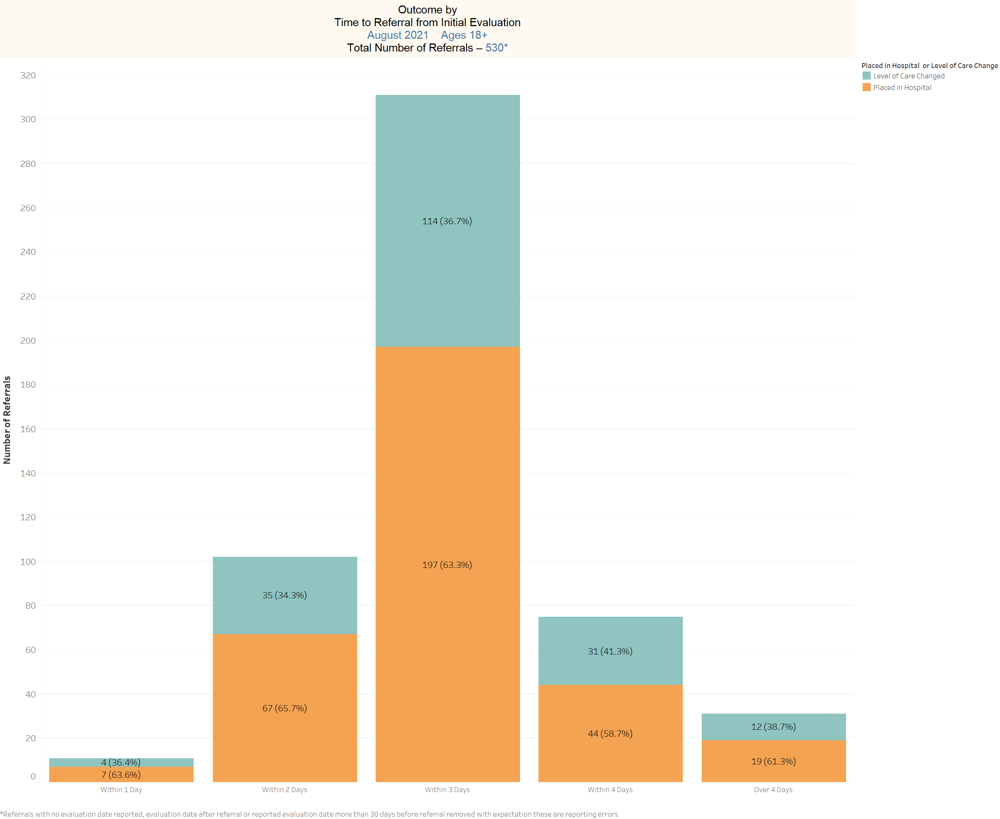 Outcome by
Time to Referral from Initial Evaluation
August 2021 Ages 18+
Total Number of Referrals – 530*
Placed in Hospital or Level of Care Change
Level of Care Changed
Placed in Hospital
Number of Referrals
320
300
280
260
240
220
200
180
160
140
120
100
80
60
40
20
0
4 (36.4%)
7 (63.6%)
35 (34.3%)
67 (65.7%)
114 (36.7%)
197 (63.3%)
31 (41.3%)
44 (58.7%)
12 (38.7%)
19 (61.3%)
Within 1 Day
Within 2 Days
Within 3 Days
Within 4 Days
Over 4 Days
*Referrals with no evaluation date reported, evaluation date after referral or reported evaluation date more than 30 days before referral removed with expectation these are reporting errors